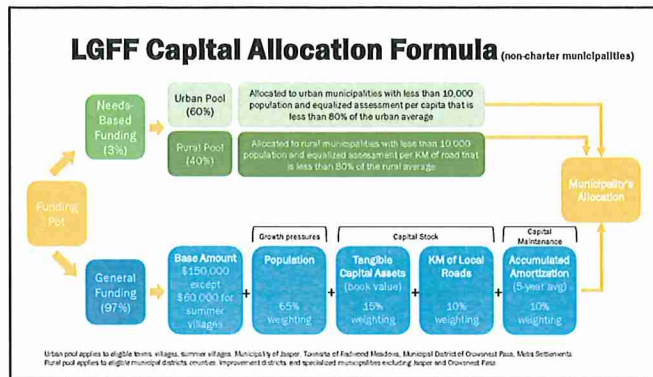 LGFF Capital Allocation Formula (non-charter municipalities)
Needs-
Based
Funding
(3%)
Urban Pool
(60%)
Allocated to urban municipalities with less than 10,000
population and equalized assessment per capita that is
less than 80% of the urban average
Rural Pool
(40%)
Allocated to rural municipalities with less than 10,000
population and equalized assessment per KM of road that
is less than 80% of the rural average
Municipality's
Allocation
Funding
Pot
General
Funding
(97%)
Base Amount
$150,000
except
$60,000 for
summer
villages
+
Growth pressures
Population
65%
weighting
+
Capital Stock
Tangible
Capital Assets
(book value)
15%
weighting
+
KM of Local
Roads
10%
weighting
+
Capital
Maintenance
Accumulated
Amortization
(5-year avg)
10%
weighting
Urban pool applies to eligible towns, villages, summer villages, Municipality of Jasper, Townsite of Redwood Meadows, Municipal District of Crowsnest Pass, Metis Settlements
Rural pool applies to eligible municipal districts, counties, improvement districts, and specialized municipalities excluding Jasper and Crowsnest Pass